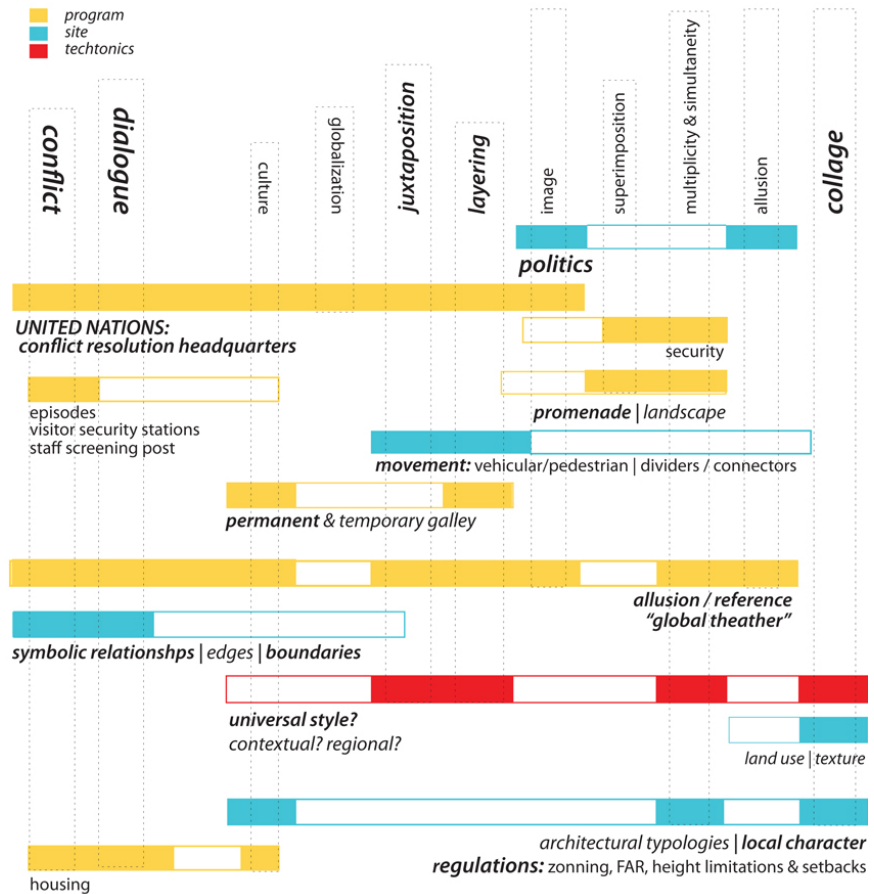 program
site
techtonics
conflict
dialogue
culture
globalization
juxtaposition
layering
image
superimposition
multiplicity & simultaneity
allusion
collage
politics
UNITED NATIONS:
conflict resolution headquarters
security
episodes
visitor security stations
staff screening post
promenade | landscape
movement: vehicular/pedestrian | dividers / connectors
permanent & temporary galley
allusion / reference
"global theather"
symbolic relationshps | edges | boundaries
universal style?
contextual? regional?
land use | texture
architectural typologies | local character
regulations: zonning, FAR, height limitations & setbacks
housing